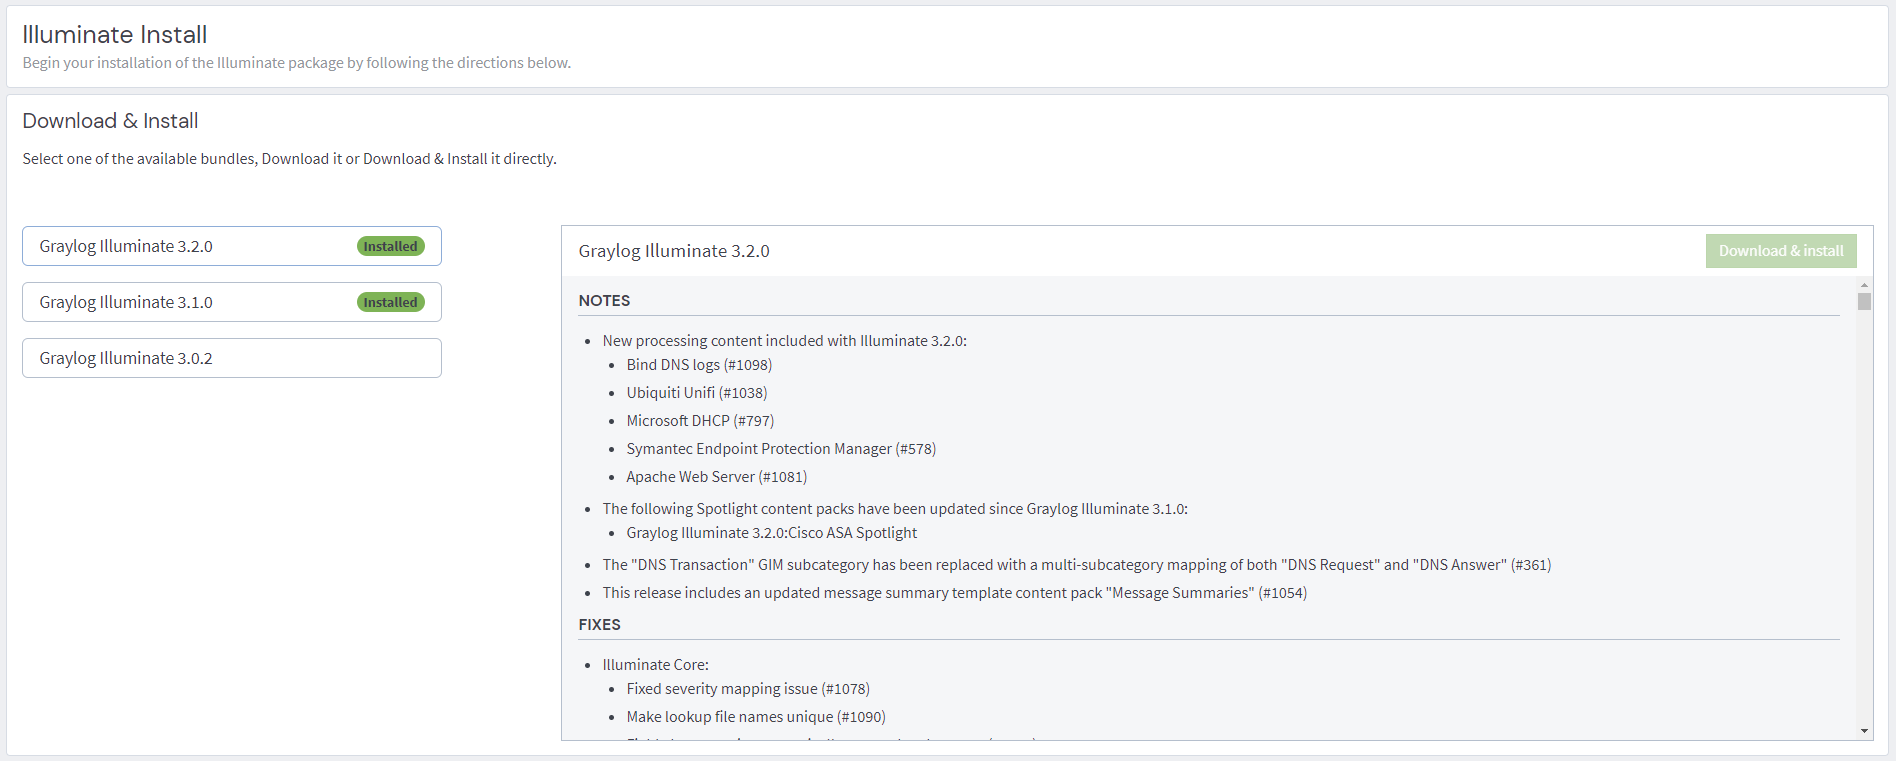 Illuminate Install
Begin your installation of the Illuminate package by following the directions below.
Download & Install
Select one of the available bundles, Download it or Download & Install it directly.
Graylog Illuminate 3.2.0 Installed
Graylog Illuminate 3.1.0 Installed
Graylog Illuminate 3.0.2
Graylog Illuminate 3.2.0 Download & install
NOTES
New processing content included with Illuminate 3.2.0:
Bind DNS logs (#1098)
Ubiquiti Unifi (#1038)
Microsoft DHCP (#797)
Symantec Endpoint Protection Manager (#578)
Apache Web Server (#1081)
The following Spotlight content packs have been updated since Graylog Illuminate 3.1.0:
Graylog Illuminate 3.2.0:Cisco ASA Spotlight
The "DNS Transaction" GIM subcategory has been replaced with a multi-subcategory mapping of both "DNS Request" and "DNS Answer" (#361)
This release includes an updated message summary template content pack "Message Summaries" (#1054)
FIXES
Illuminate Core:
Fixed severity mapping issue (#1078)
Make lookup file names unique (#1090)